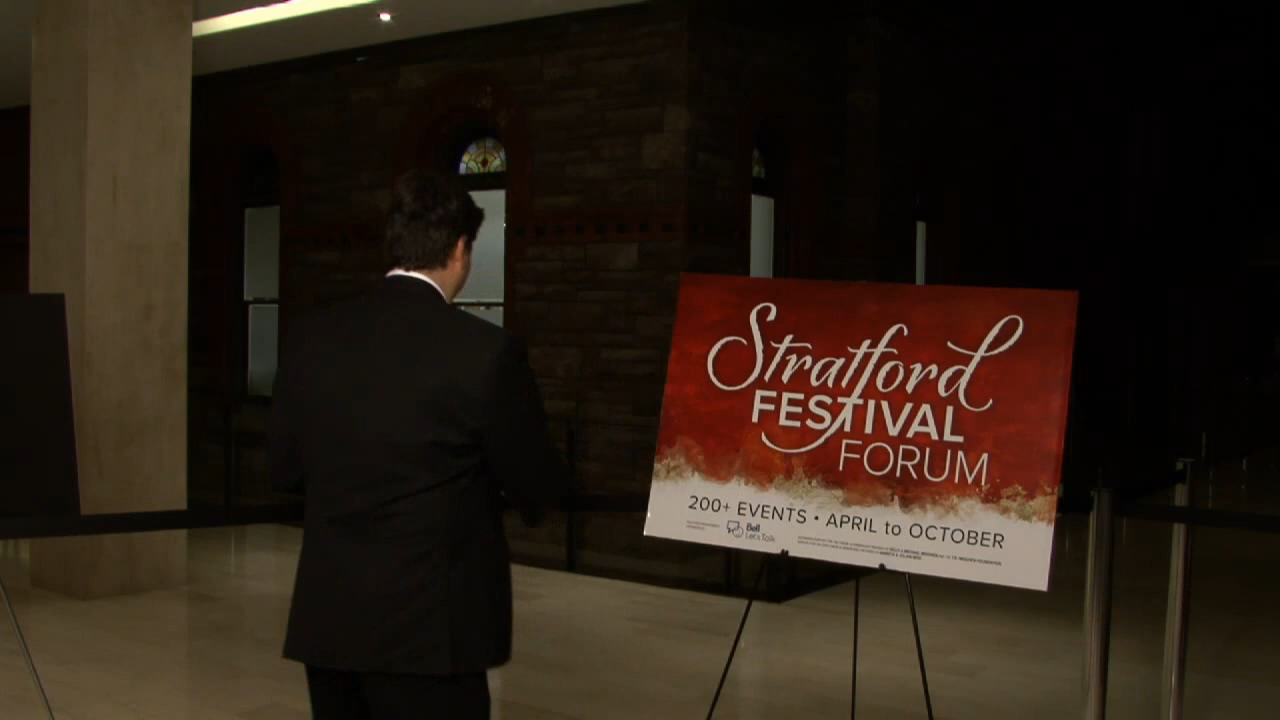 Stratford
FESTIVAL
FORUM
200+ EVENTS • APRIL to OCTOBER
Bell
Let's Talk